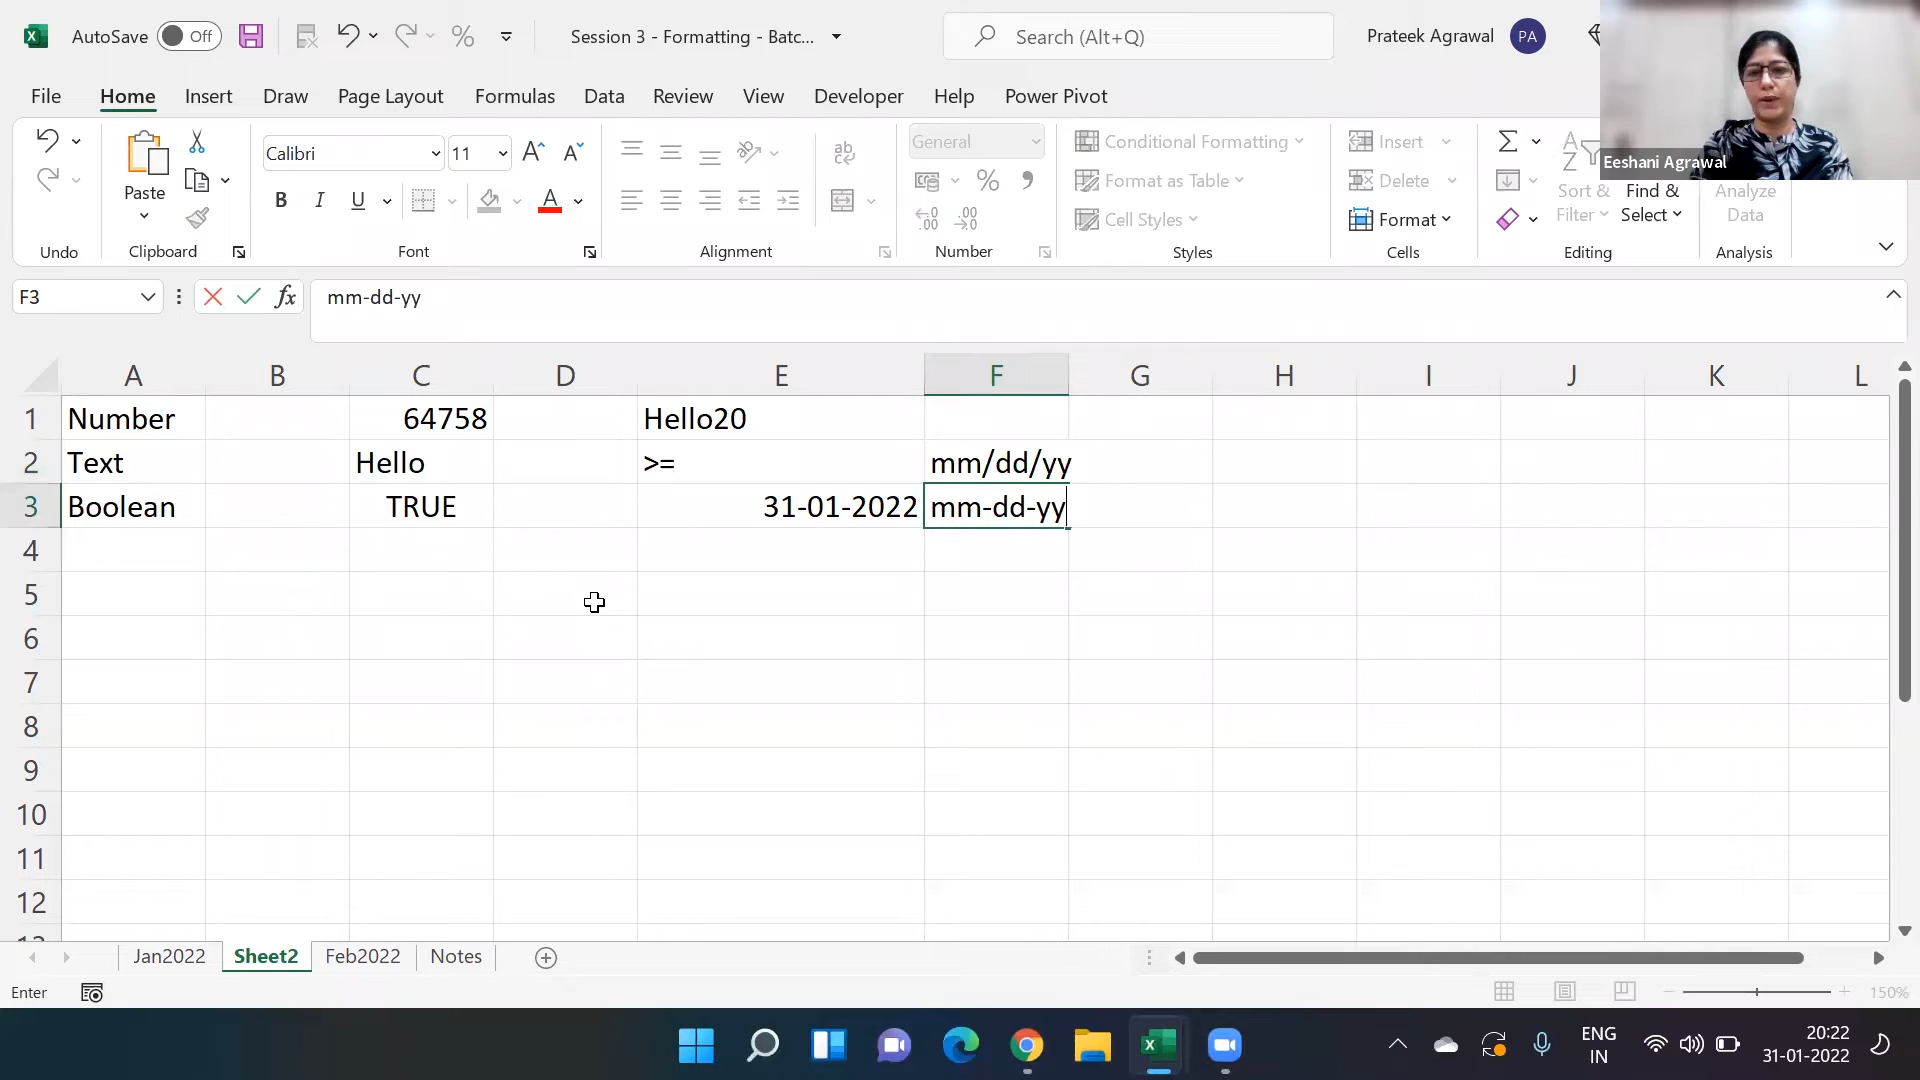 AutoSave Off Session 3 - Formatting - Batc... Search (Alt+Q) Prateek Agrawal PA
File Home Insert Draw Page Layout Formulas Data Review View Developer Help Power Pivot
Eeshani Agrawal
Paste
Calibri 11
B I U
ab
General
% ,
Conditional Formatting
Format as Table
Cell Styles
Insert
Delete
Format
Sort & Filter
Find & Select
Analyze Data
Undo Clipboard Font Alignment Number Styles Cells Editing Analysis
F3 fx mm-dd-yy
A B C D E F G H I J K L
1 Number 64758 Hello20
2 Text Hello >= mm/dd/yy
3 Boolean TRUE 31-01-2022 mm-dd-yy
4
5
6
7
8
9
10
11
12
Jan2022 Sheet2 Feb2022 Notes
Enter 150%
ENG IN
20:22
31-01-2022